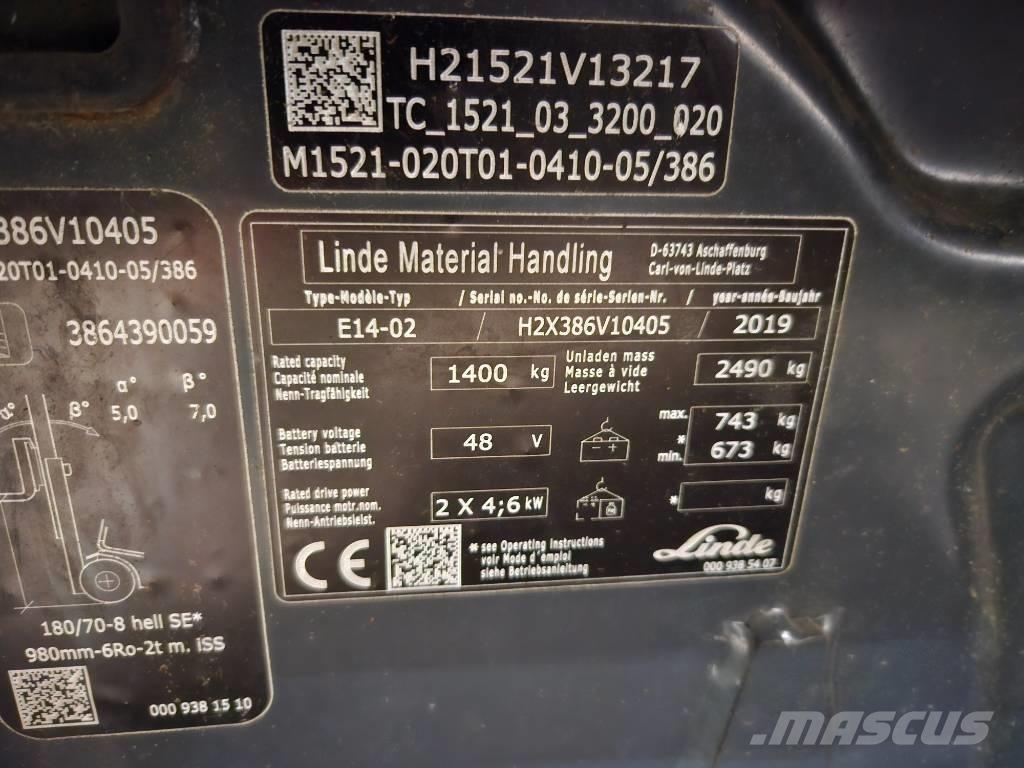 H21521V13217
TC_1521_03_3200_020
M1521-020T01-0410-05/386
386V10405
20T01-0410-05/386
3864390059
α° β°
α° β° 5,0 7,0
180/70-8 hell SE*
980mm-6Ro-2t m. iSS
000 938 15 10
Linde Material Handling
D-63743 Aschaffenburg
Carl-von-Linde-Platz
Type-Modèle-Typ / Serial no.-No. de série-Serien-Nr. / year-année-Baujahr
E14-02 / H2X386V10405 / 2019
Rated capacity
Capacité nominale
Nenn-Tragfähigkeit
1400 kg
Unladen mass
Masse à vide
Leergewicht
2490 kg
Battery voltage
Tension batterie
Batteriespannung
48 V
max. 743 kg
*
min. 673 kg
Rated drive power
Puissance motr.nom.
Nenn-Antriebsleist.
2 X 4;6 kW
* kg
CE
* see Operating Instructions
voir Mode d'emploi
siehe Betriebsanleitung
Linde
000 938 54 07
MASCUS